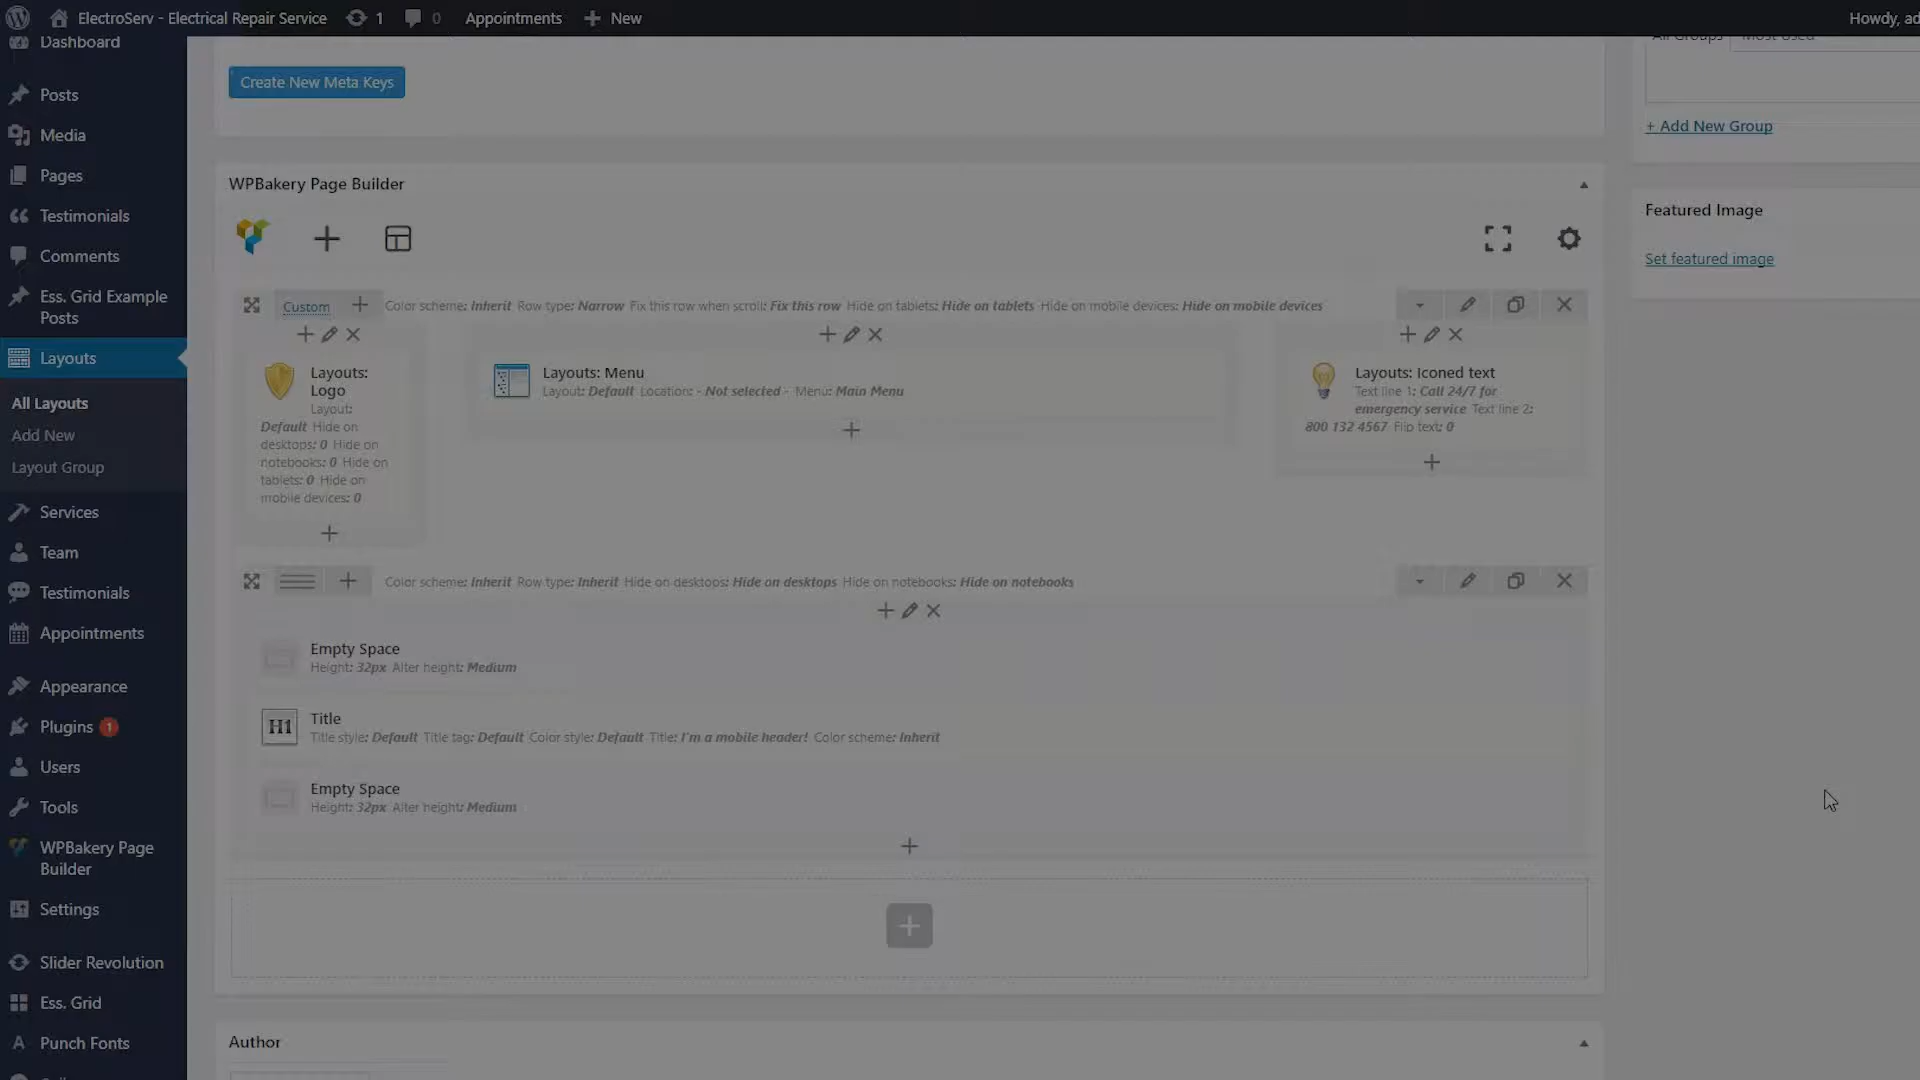 ElectroServ - Electrical Repair Service 1 0 Appointments New Howdy, ad
Dashboard
Posts
Media
Pages
Testimonials
Comments
Ess. Grid Example
Posts
Layouts
All Layouts
Add New
Layout Group
Services
Team
Testimonials
Appointments
Appearance
Plugins 1
Users
Tools
WPBakery Page
Builder
Settings
Slider Revolution
Ess. Grid
Punch Fonts
Create New Meta Keys
WPBakery Page Builder
Custom Color scheme: Inherit Row type: Narrow Fix this row when scroll: Fix this row Hide on tablets: Hide on tablets Hide on mobile devices: Hide on mobile devices
Layouts:
Logo
Layout:
Default Hide on
desktops: 0 Hide on
notebooks: 0 Hide on
tablets: 0 Hide on
mobile devices: 0
Layouts: Menu
Layout: Default Location: - Not selected - Menu: Main Menu
Layouts: Iconed text
Text line 1: Call 24/7 for
emergency service Text line 2:
800 132 4567 Flip text: 0
Color scheme: Inherit Row type: Inherit Hide on desktops: Hide on desktops Hide on notebooks: Hide on notebooks
Empty Space
Height: 32px Alter height: Medium
H1 Title
Title style: Default Title tag: Default Color style: Default Title: I'm a mobile header! Color scheme: Inherit
Empty Space
Height: 32px Alter height: Medium
Author
All Groups Most Used
+ Add New Group
Featured Image
Set featured image